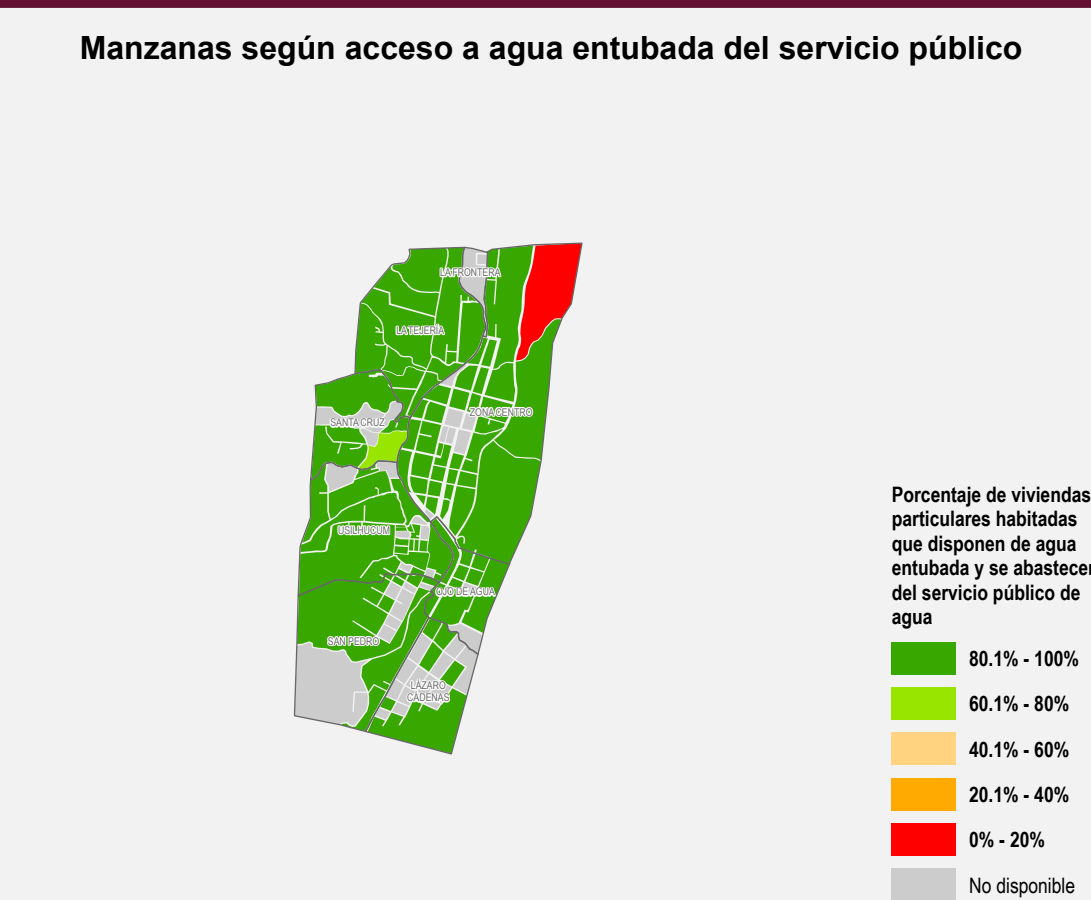 Manzanas según acceso a agua entubada del servicio público
LA FRONTERA
LA TEJERÍA
ZONA CENTRO
SANTA CRUZ
USILHUCUM
OJO DE AGUA
SAN PEDRO
LÁZARO
CÁDENAS
Porcentaje de viviendas
particulares habitadas
que disponen de agua
entubada y se abastecen
del servicio público de
agua
80.1% - 100%
60.1% - 80%
40.1% - 60%
20.1% - 40%
0% - 20%
No disponible